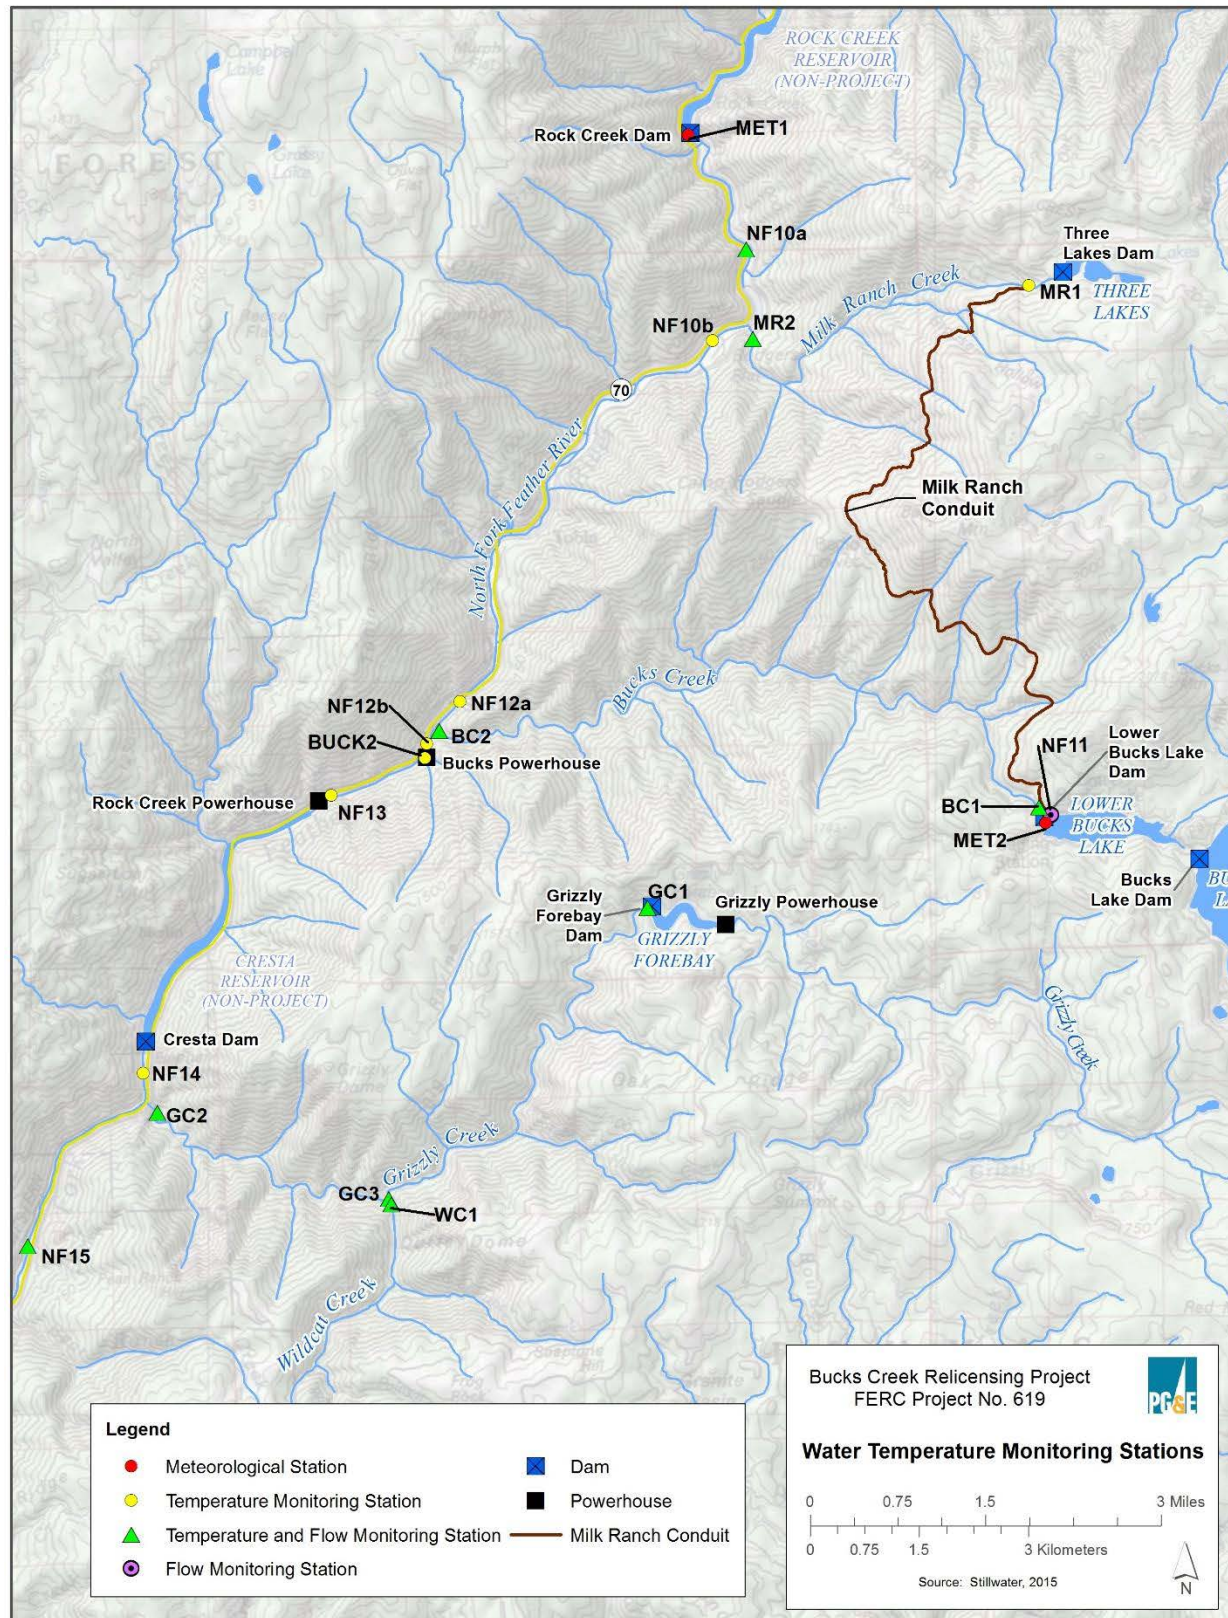 ROCK CREEK
RESERVOIR
(NON-PROJECT)
Rock Creek Dam
MET1
FOREST
NF10a
Three
Lakes Dam
MR1
THREE
LAKES
Milk Ranch Creek
NF10b
MR2
70
North Fork Feather River
Milk Ranch
Conduit
Bucks Creek
NF12a
NF12b
BC2
BUCK2
Bucks Powerhouse
Rock Creek Powerhouse
NF13
Lower
Bucks Lake
Dam
NF11
BC1
MET2
LOWER
BUCKS
LAKE
Bucks
Lake Dam
GC1
Grizzly Powerhouse
Grizzly
Forebay
Dam
GRIZZLY
FOREBAY
CRESTA
RESERVOIR
(NON-PROJECT)
Cresta Dam
NF14
GC2
Grizzly Creek
Grizzly Creek
GC3
WC1
NF15
Wildcat Creek
Legend
Meteorological Station
Temperature Monitoring Station
Temperature and Flow Monitoring Station
Flow Monitoring Station
Dam
Powerhouse
Milk Ranch Conduit
Bucks Creek Relicensing Project
FERC Project No. 619
PG&E
Water Temperature Monitoring Stations
0 0.75 1.5 3 Miles
0 0.75 1.5 3 Kilometers
Source: Stillwater, 2015
N